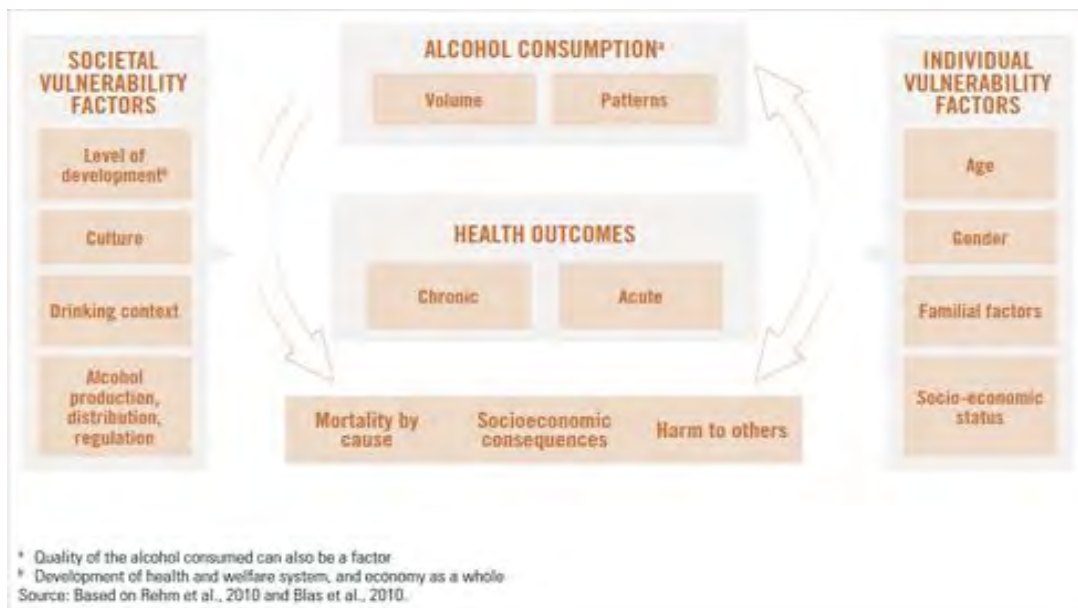 SOCIETAL
VULNERABILITY
FACTORS
Level of
developmentᵇ
Culture
Drinking context
Alcohol
production,
distribution,
regulation
ALCOHOL CONSUMPTIONᵃ
Volume
Patterns
HEALTH OUTCOMES
Chronic
Acute
Mortality by
cause
Socioeconomic
consequences
Harm to others
INDIVIDUAL
VULNERABILITY
FACTORS
Age
Gender
Familial factors
Socio-economic
status
ᵃ Quality of the alcohol consumed can also be a factor
ᵇ Development of health and welfare system, and economy as a whole
Source: Based on Rehm et al., 2010 and Blas et al., 2010.